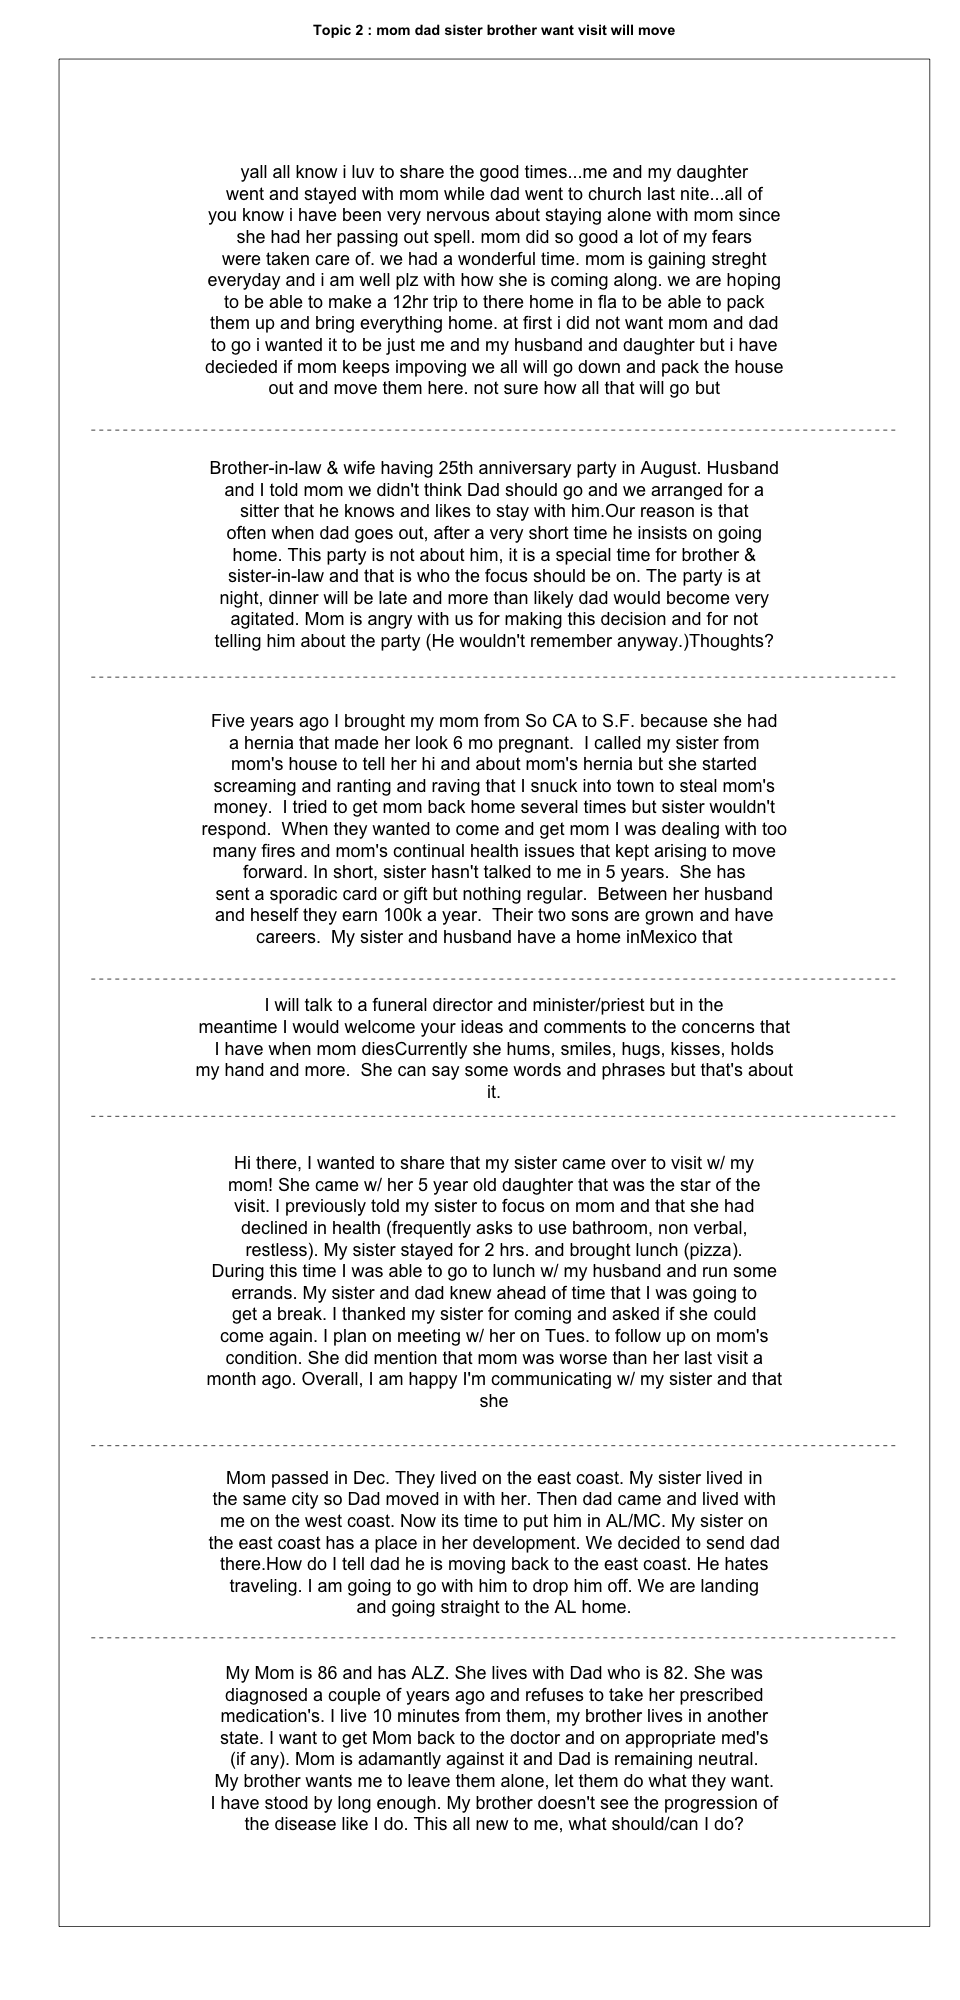 Topic 2 : mom dad sister brother want visit will move
yall all know i luv to share the good times...me and my daughter
went and stayed with mom while dad went to church last nite...all of
you know i have been very nervous about staying alone with mom since
she had her passing out spell. mom did so good a lot of my fears
were taken care of. we had a wonderful time. mom is gaining streght
everyday and i am well plz with how she is coming along. we are hoping
to be able to make a 12hr trip to there home in fla to be able to pack
them up and bring everything home. at first i did not want mom and dad
to go i wanted it to be just me and my husband and daughter but i have
decieded if mom keeps impoving we all will go down and pack the house
out and move them here. not sure how all that will go but
Brother-in-law & wife having 25th anniversary party in August. Husband
and I told mom we didn't think Dad should go and we arranged for a
sitter that he knows and likes to stay with him.Our reason is that
often when dad goes out, after a very short time he insists on going
home. This party is not about him, it is a special time for brother &
sister-in-law and that is who the focus should be on. The party is at
night, dinner will be late and more than likely dad would become very
agitated. Mom is angry with us for making this decision and for not
telling him about the party (He wouldn't remember anyway.)Thoughts?
Five years ago I brought my mom from So CA to S.F. because she had
a hernia that made her look 6 mo pregnant.  I called my sister from
mom's house to tell her hi and about mom's hernia but she started
screaming and ranting and raving that I snuck into town to steal mom's
money.  I tried to get mom back home several times but sister wouldn't
respond.  When they wanted to come and get mom I was dealing with too
many fires and mom's continual health issues that kept arising to move
forward. In short, sister hasn't talked to me in 5 years.  She has
sent a sporadic card or gift but nothing regular.  Between her husband
and heself they earn 100k a year.  Their two sons are grown and have
careers.  My sister and husband have a home inMexico that
I will talk to a funeral director and minister/priest but in the
meantime I would welcome your ideas and comments to the concerns that
I have when mom diesCurrently she hums, smiles, hugs, kisses, holds
my hand and more.  She can say some words and phrases but that's about
it.
Hi there, I wanted to share that my sister came over to visit w/ my
mom! She came w/ her 5 year old daughter that was the star of the
visit. I previously told my sister to focus on mom and that she had
declined in health (frequently asks to use bathroom, non verbal,
restless). My sister stayed for 2 hrs. and brought lunch (pizza).
During this time I was able to go to lunch w/ my husband and run some
errands. My sister and dad knew ahead of time that I was going to
get a break. I thanked my sister for coming and asked if she could
come again. I plan on meeting w/ her on Tues. to follow up on mom's
condition. She did mention that mom was worse than her last visit a
month ago. Overall, I am happy I'm communicating w/ my sister and that
she
Mom passed in Dec. They lived on the east coast. My sister lived in
the same city so Dad moved in with her. Then dad came and lived with
me on the west coast. Now its time to put him in AL/MC. My sister on
the east coast has a place in her development. We decided to send dad
there.How do I tell dad he is moving back to the east coast. He hates
traveling. I am going to go with him to drop him off. We are landing
and going straight to the AL home.
My Mom is 86 and has ALZ. She lives with Dad who is 82. She was
diagnosed a couple of years ago and refuses to take her prescribed
medication's. I live 10 minutes from them, my brother lives in another
state. I want to get Mom back to the doctor and on appropriate med's
(if any). Mom is adamantly against it and Dad is remaining neutral.
My brother wants me to leave them alone, let them do what they want.
I have stood by long enough. My brother doesn't see the progression of
the disease like I do. This all new to me, what should/can I do?